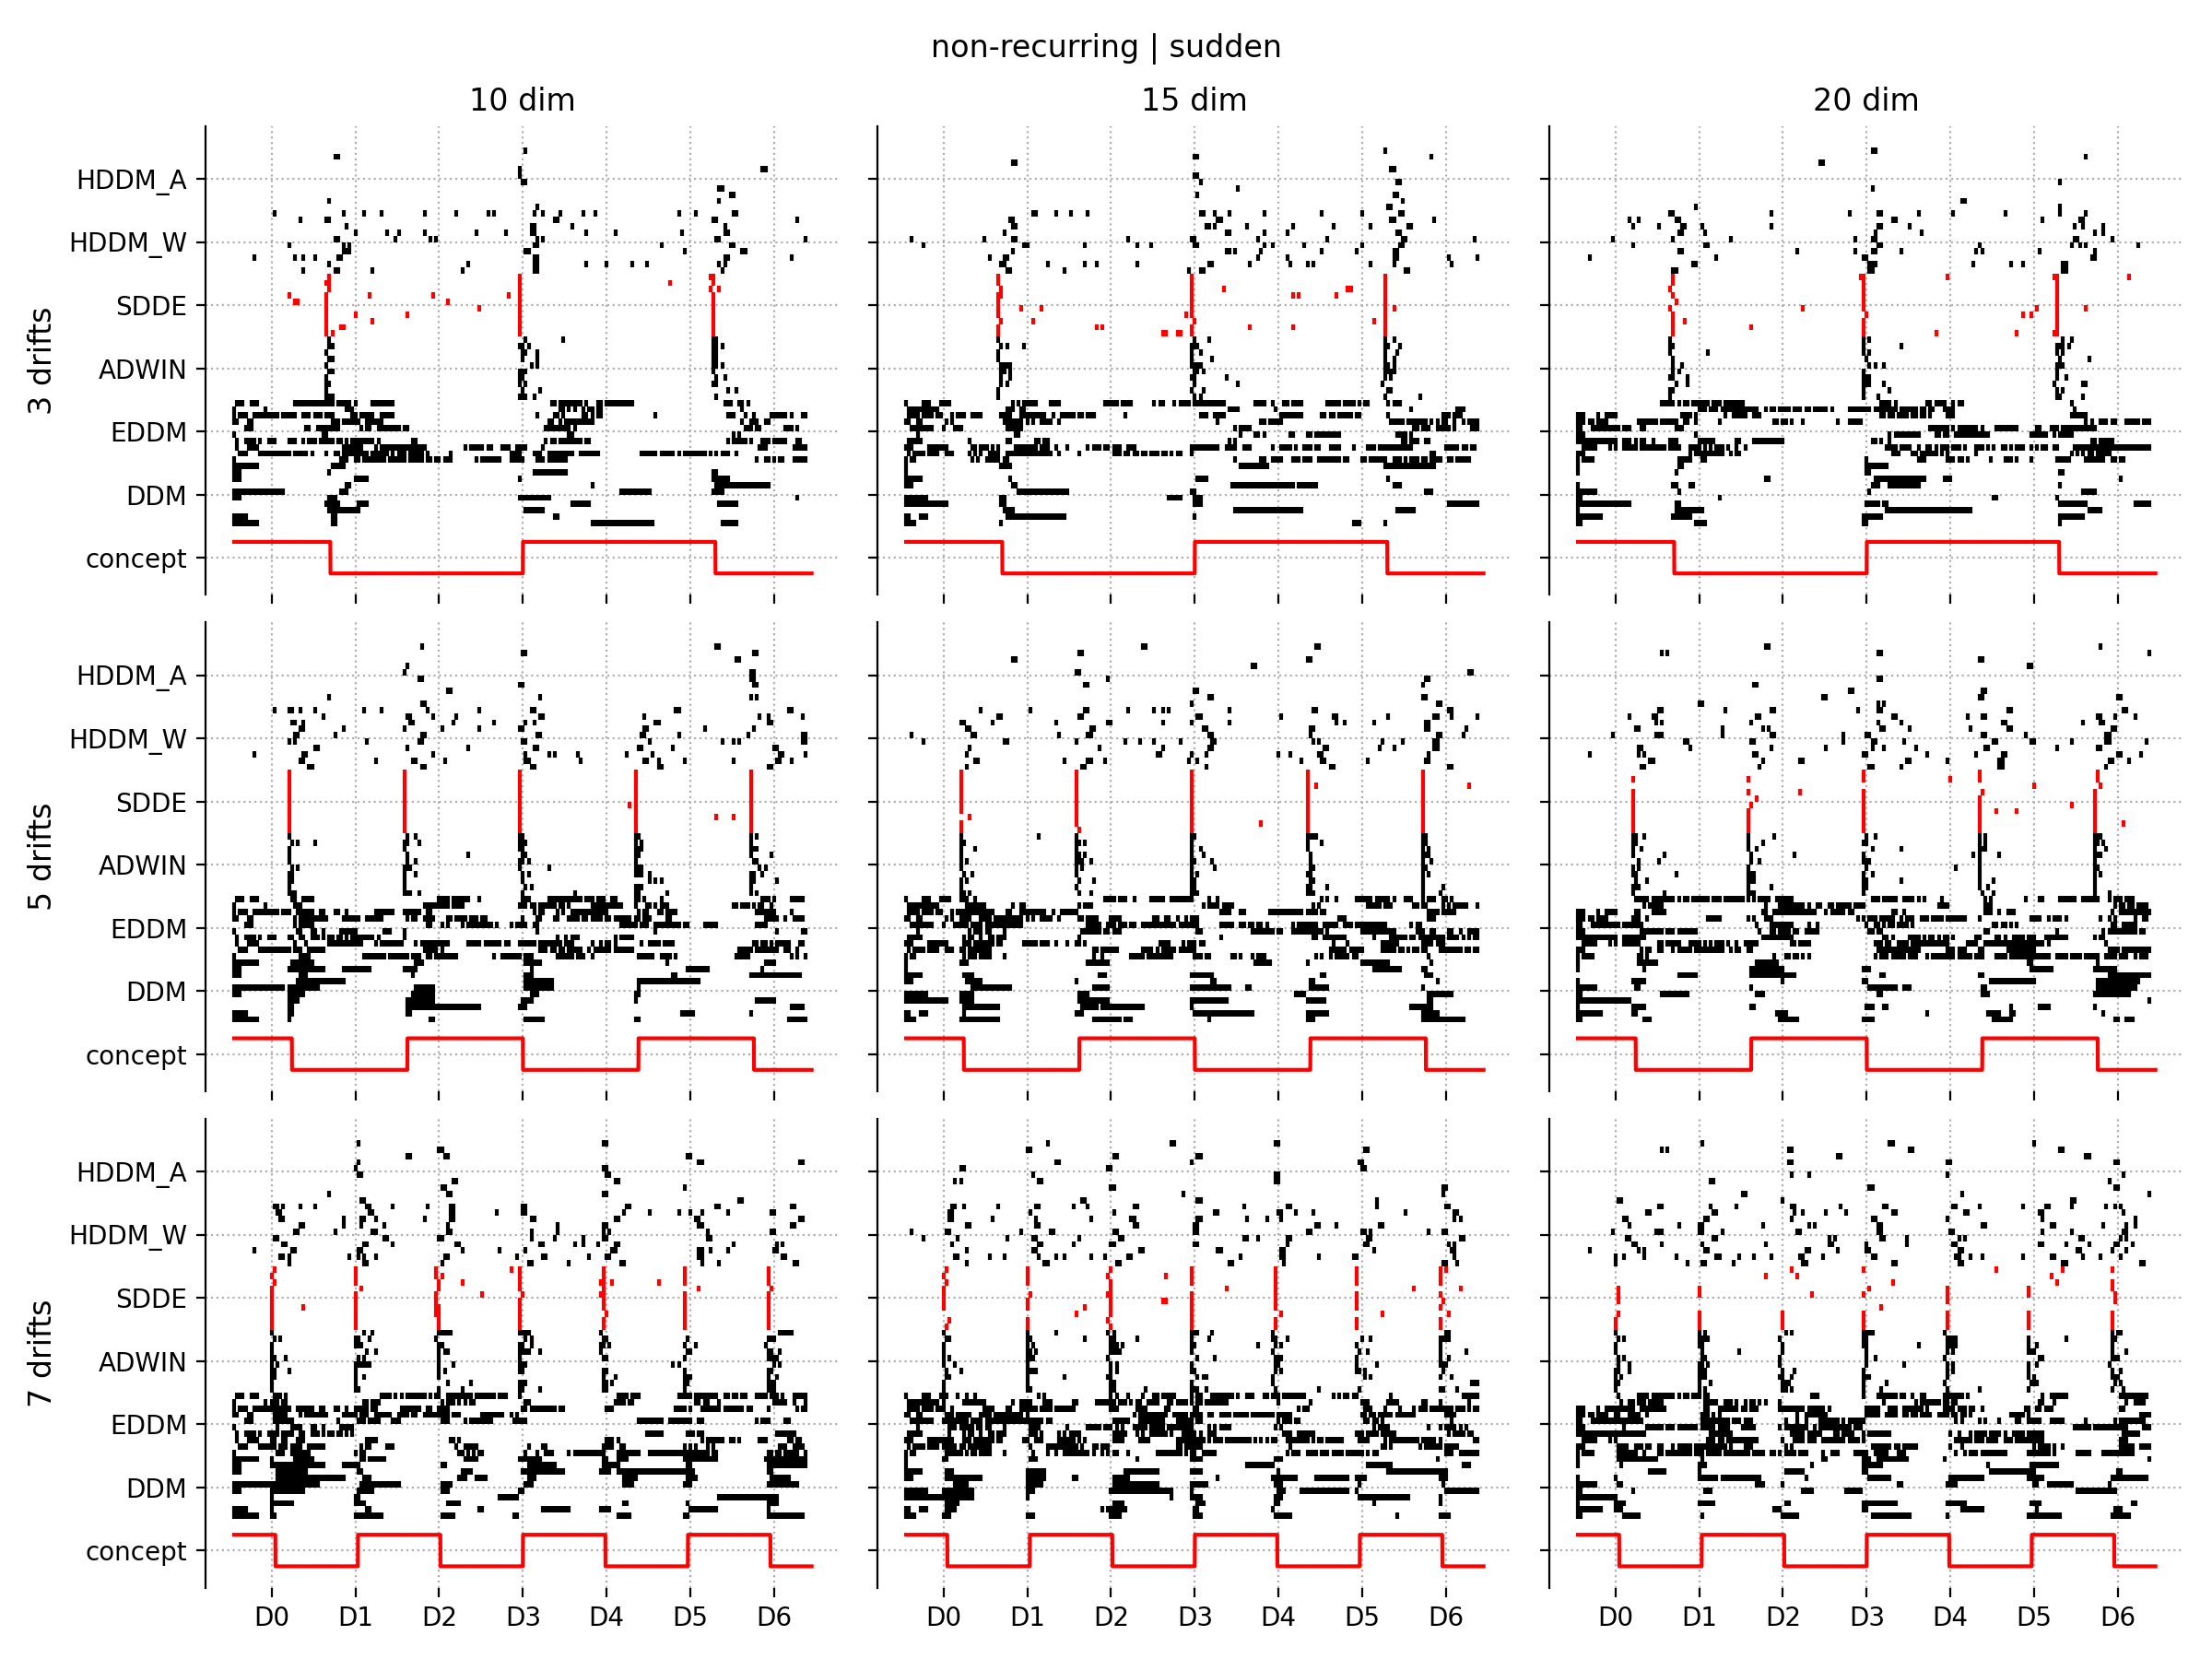 non-recurring | sudden
10 dim
15 dim
20 dim
3 drifts
HDDM_A
HDDM_W
SDDE
ADWIN
EDDM
DDM
concept
5 drifts
HDDM_A
HDDM_W
SDDE
ADWIN
EDDM
DDM
concept
7 drifts
HDDM_A
HDDM_W
SDDE
ADWIN
EDDM
DDM
concept
D0 D1 D2 D3 D4 D5 D6
D0 D1 D2 D3 D4 D5 D6
D0 D1 D2 D3 D4 D5 D6